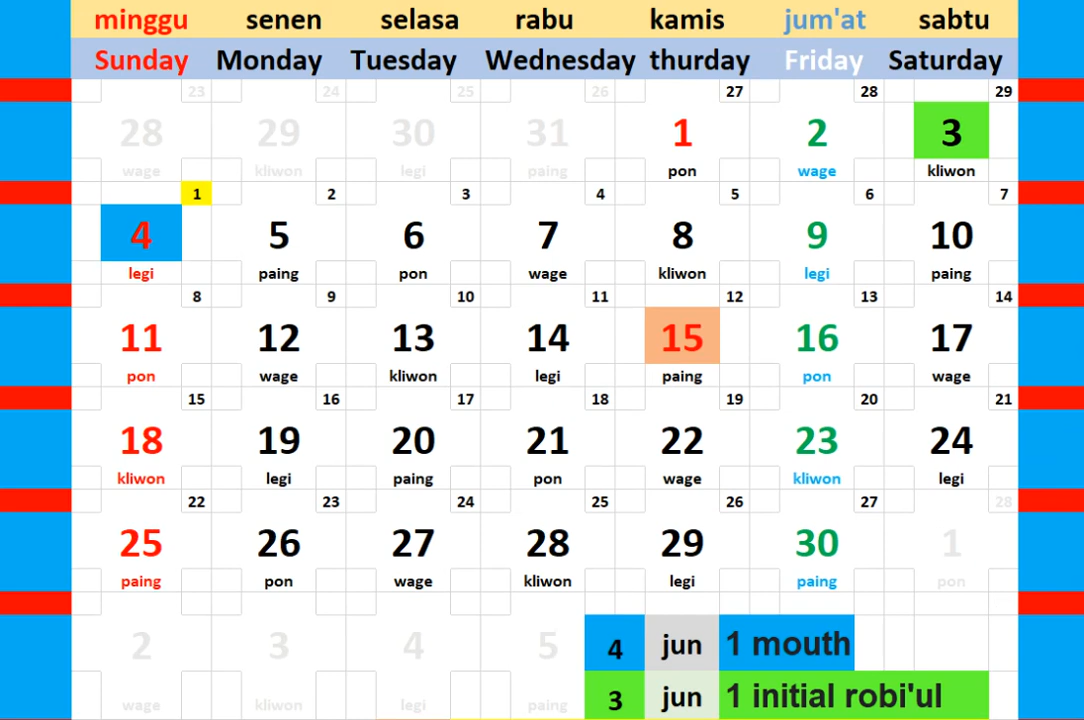 minggu senen selasa rabu kamis jum'at sabtu
Sunday Monday Tuesday Wednesday thurday Friday Saturday
23 24 25 26 27 28 29
28 29 30 31 1 2 3
wage kliwon legi paing pon wage kliwon
1 2 3 4 5 6 7
4 5 6 7 8 9 10
legi paing pon wage kliwon legi paing
8 9 10 11 12 13 14
11 12 13 14 15 16 17
pon wage kliwon legi paing pon wage
15 16 17 18 19 20 21
18 19 20 21 22 23 24
kliwon legi paing pon wage kliwon legi
22 23 24 25 26 27 28
25 26 27 28 29 30 1
paing pon wage kliwon legi paing pon
2 3 4 5 4 jun 1 mouth
wage kliwon legi paing 3 jun 1 initial robi'ul